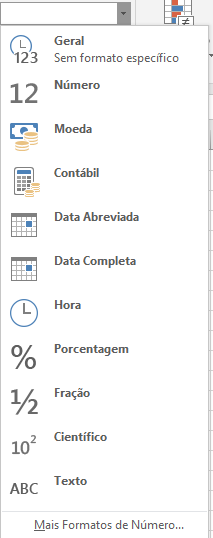 Geral
123
Sem formato específico
12 Número
Moeda
Contábil
Data Abreviada
Data Completa
Hora
% Porcentagem
½ Fração
10² Científico
ABC Texto
Mais Formatos de Número...